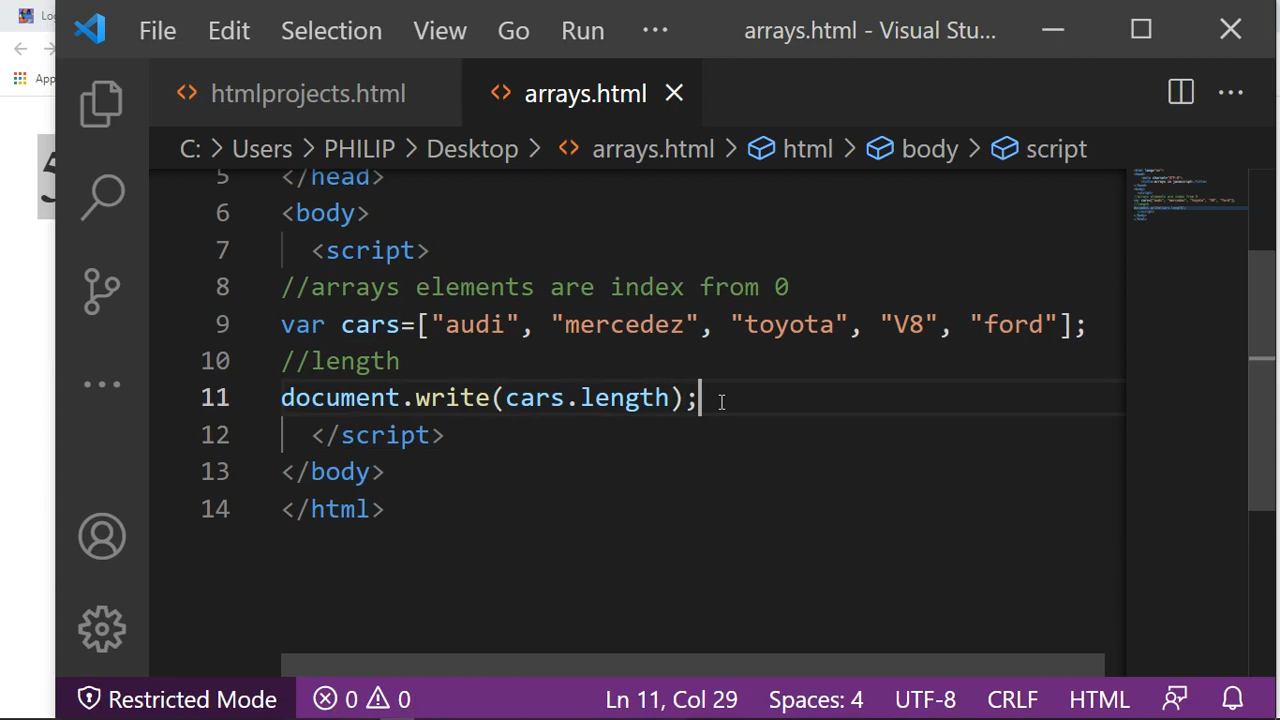 File Edit Selection View Go Run ··· arrays.html - Visual Stu...
htmlprojects.html arrays.html
C: > Users > PHILIP > Desktop > arrays.html > html > body > script
5 </head>
6 <body>
7 <script>
8 //arrays elements are index from 0
9 var cars=["audi", "mercedez", "toyota", "V8", "ford"];
10 //length
11 document.write(cars.length);
12 </script>
13 </body>
14 </html>
Restricted Mode 0 0 Ln 11, Col 29 Spaces: 4 UTF-8 CRLF HTML
App
5